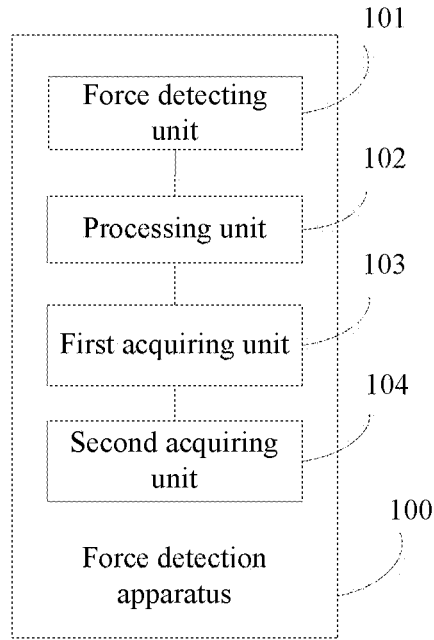 101
Force detecting
unit
102
Processing unit
103
First acquiring unit
104
Second acquiring
unit
100
Force detection
apparatus